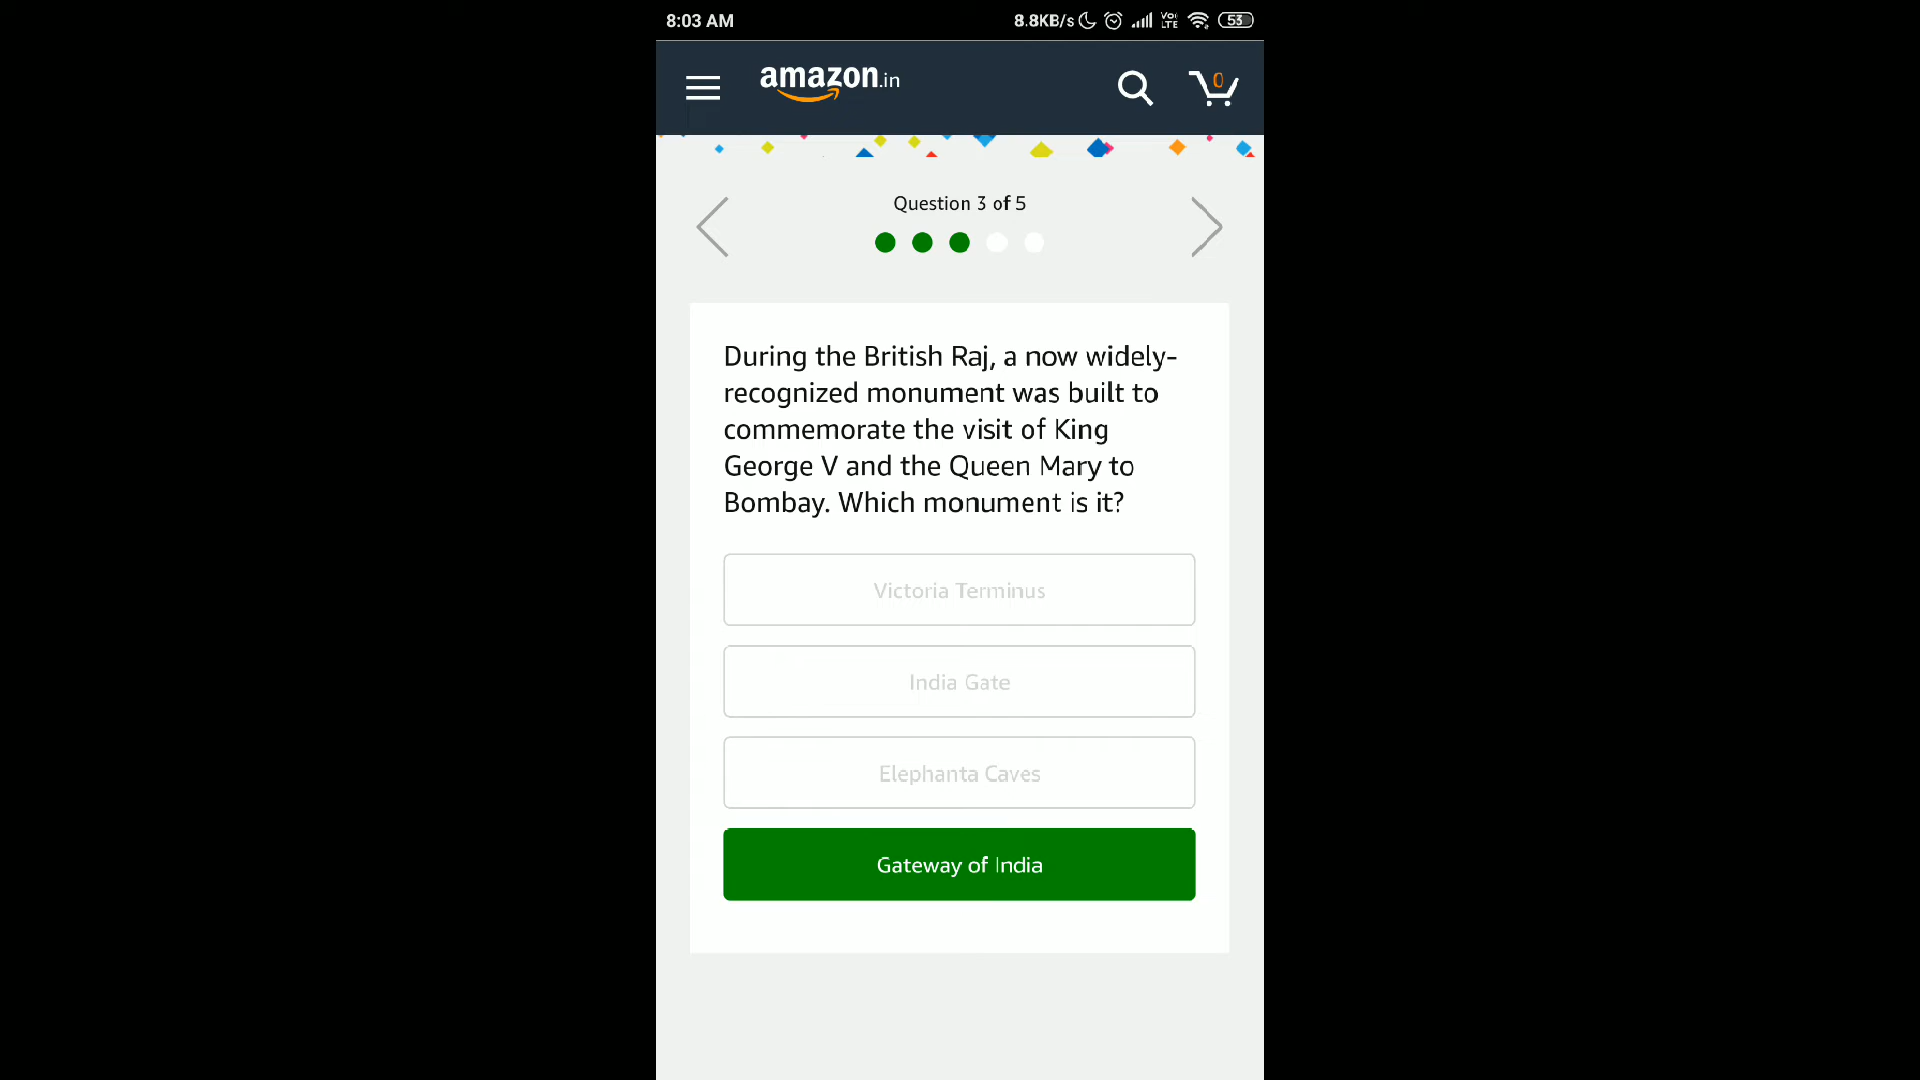 8:03 AM 8.8KB/s Vo) LTE 53
amazon.in 0
Question 3 of 5
During the British Raj, a now widely-
recognized monument was built to
commemorate the visit of King
George V and the Queen Mary to
Bombay. Which monument is it?
Victoria Terminus
India Gate
Elephanta Caves
Gateway of India